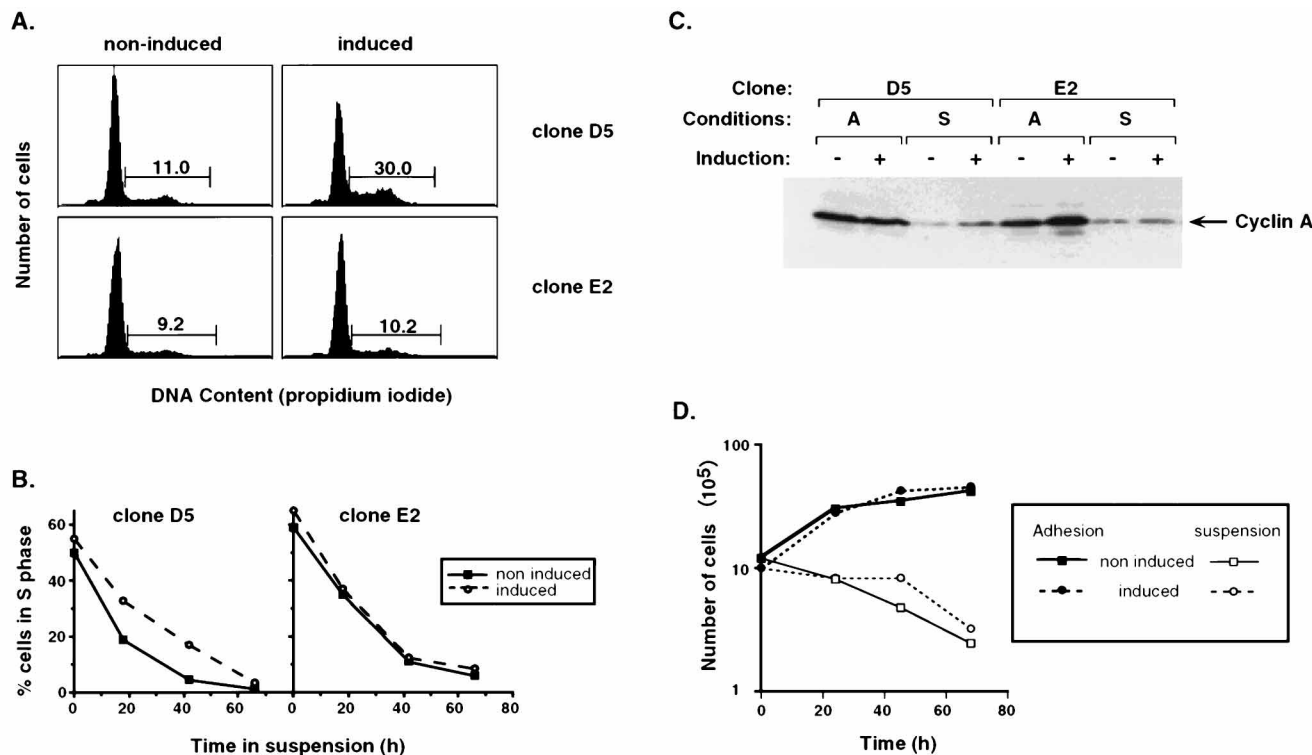 A.
non-induced induced
Number of cells
11.0
30.0
clone D5
9.2
10.2
clone E2
DNA Content (propidium iodide)
B.
% cells in S phase
clone D5 clone E2
60
40
20
0
0 20 40 60 0 20 40 60 80
Time in suspension (h)
non induced
induced
C.
Clone: D5 E2
Conditions: A S A S
Induction: - + - + - + - +
Cyclin A
D.
Number of cells (10⁵)
100
10
1
0 20 40 60 80
Time (h)
Adhesion suspension
non induced
induced